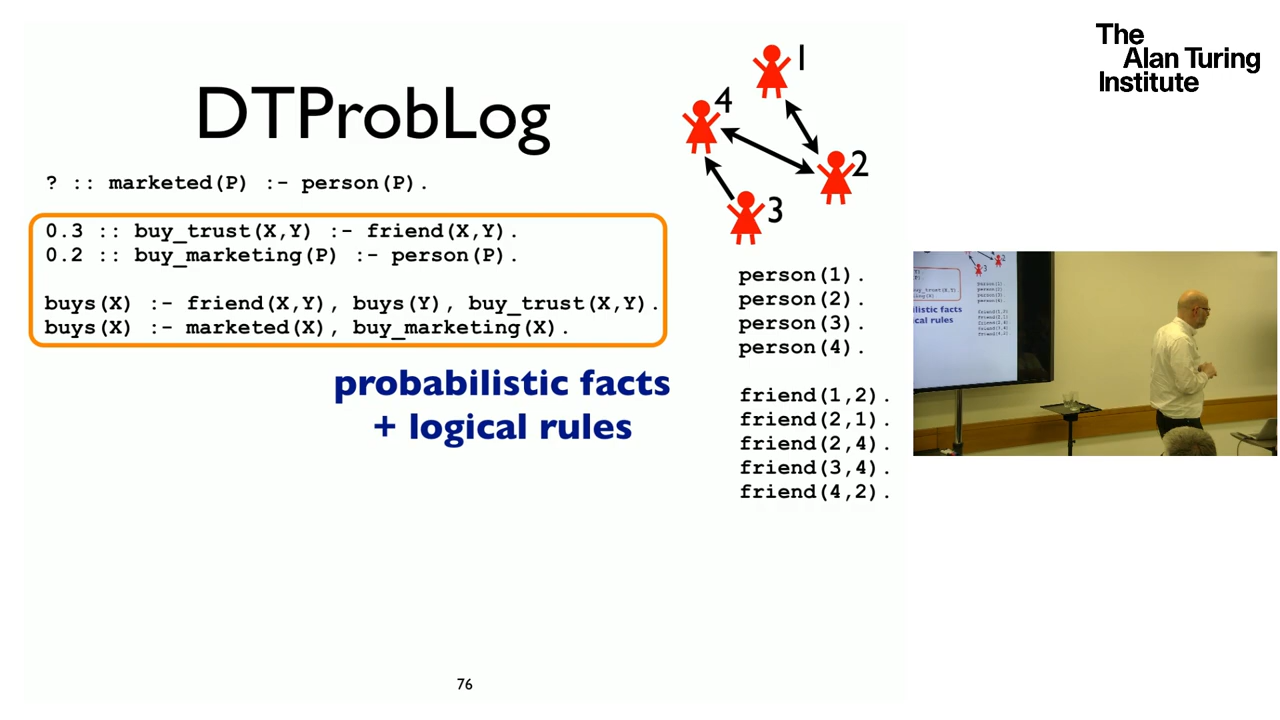 The
Alan Turing
Institute
DTProbLog
? :: marketed(P) :- person(P).
0.3 :: buy_trust(X,Y) :- friend(X,Y).
0.2 :: buy_marketing(P) :- person(P).
buys(X) :- friend(X,Y), buys(Y), buy_trust(X,Y).
buys(X) :- marketed(X), buy_marketing(X).
probabilistic facts
+ logical rules
1
4
2
3
person(1).
person(2).
person(3).
person(4).
friend(1,2).
friend(2,1).
friend(2,4).
friend(3,4).
friend(4,2).
76